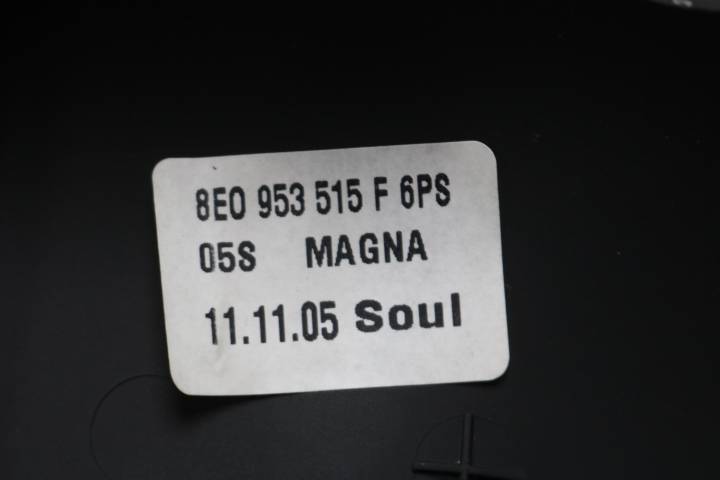 8E0 953 515 F 6PS
05S MAGNA
11.11.05 Soul